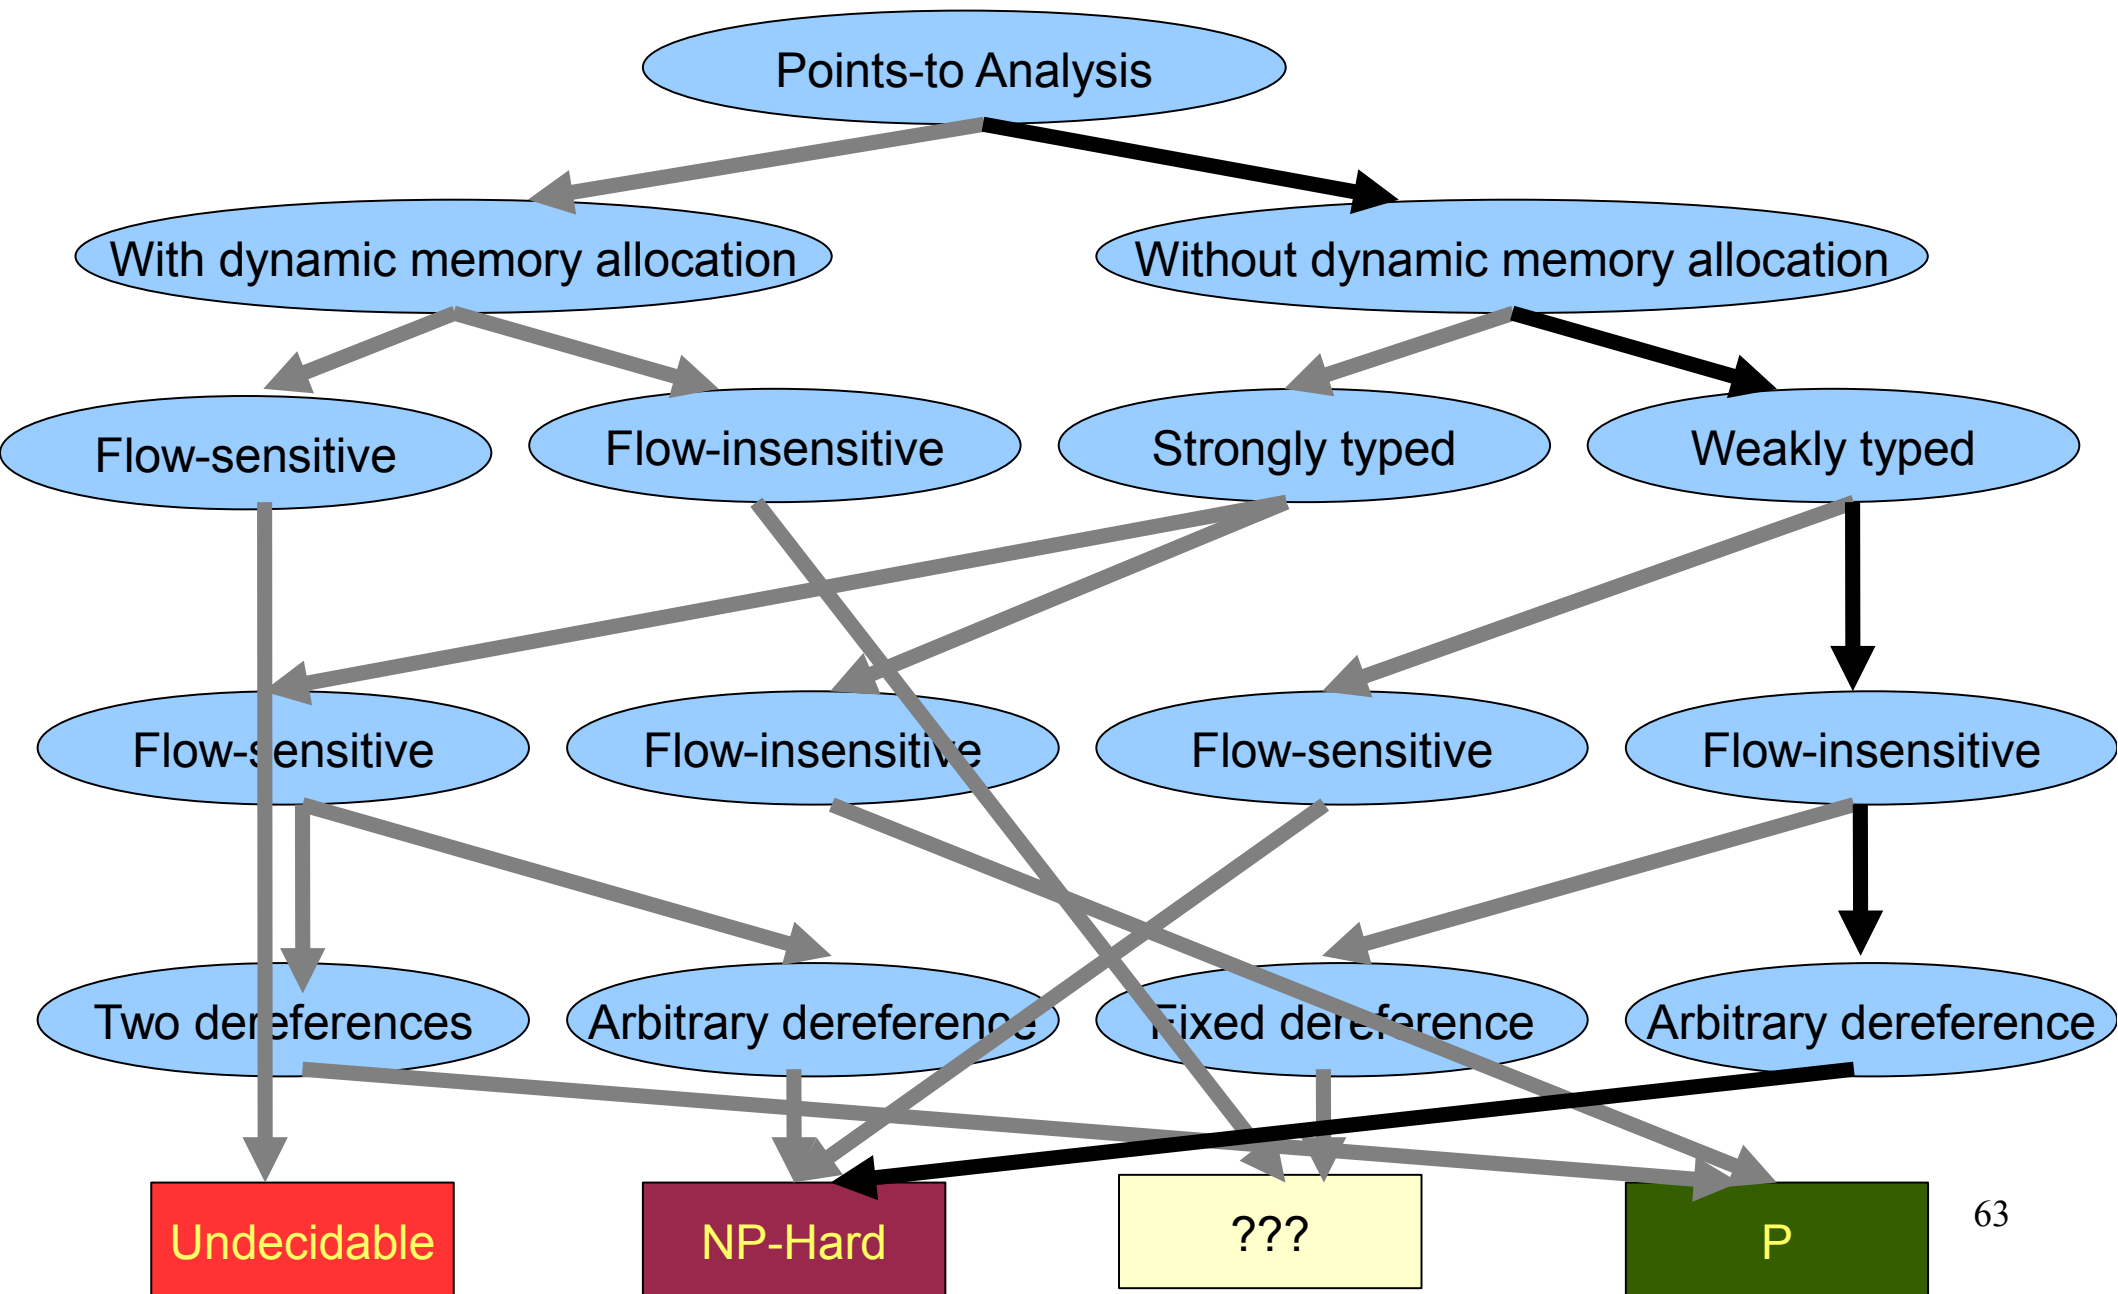 Points-to Analysis
With dynamic memory allocation
Without dynamic memory allocation
Flow-sensitive
Flow-insensitive
Strongly typed
Weakly typed
Flow-sensitive
Flow-insensitive
Flow-sensitive
Flow-insensitive
Two dereferences
Arbitrary dereference
Fixed dereference
Arbitrary dereference
Undecidable
NP-Hard
???
P
63